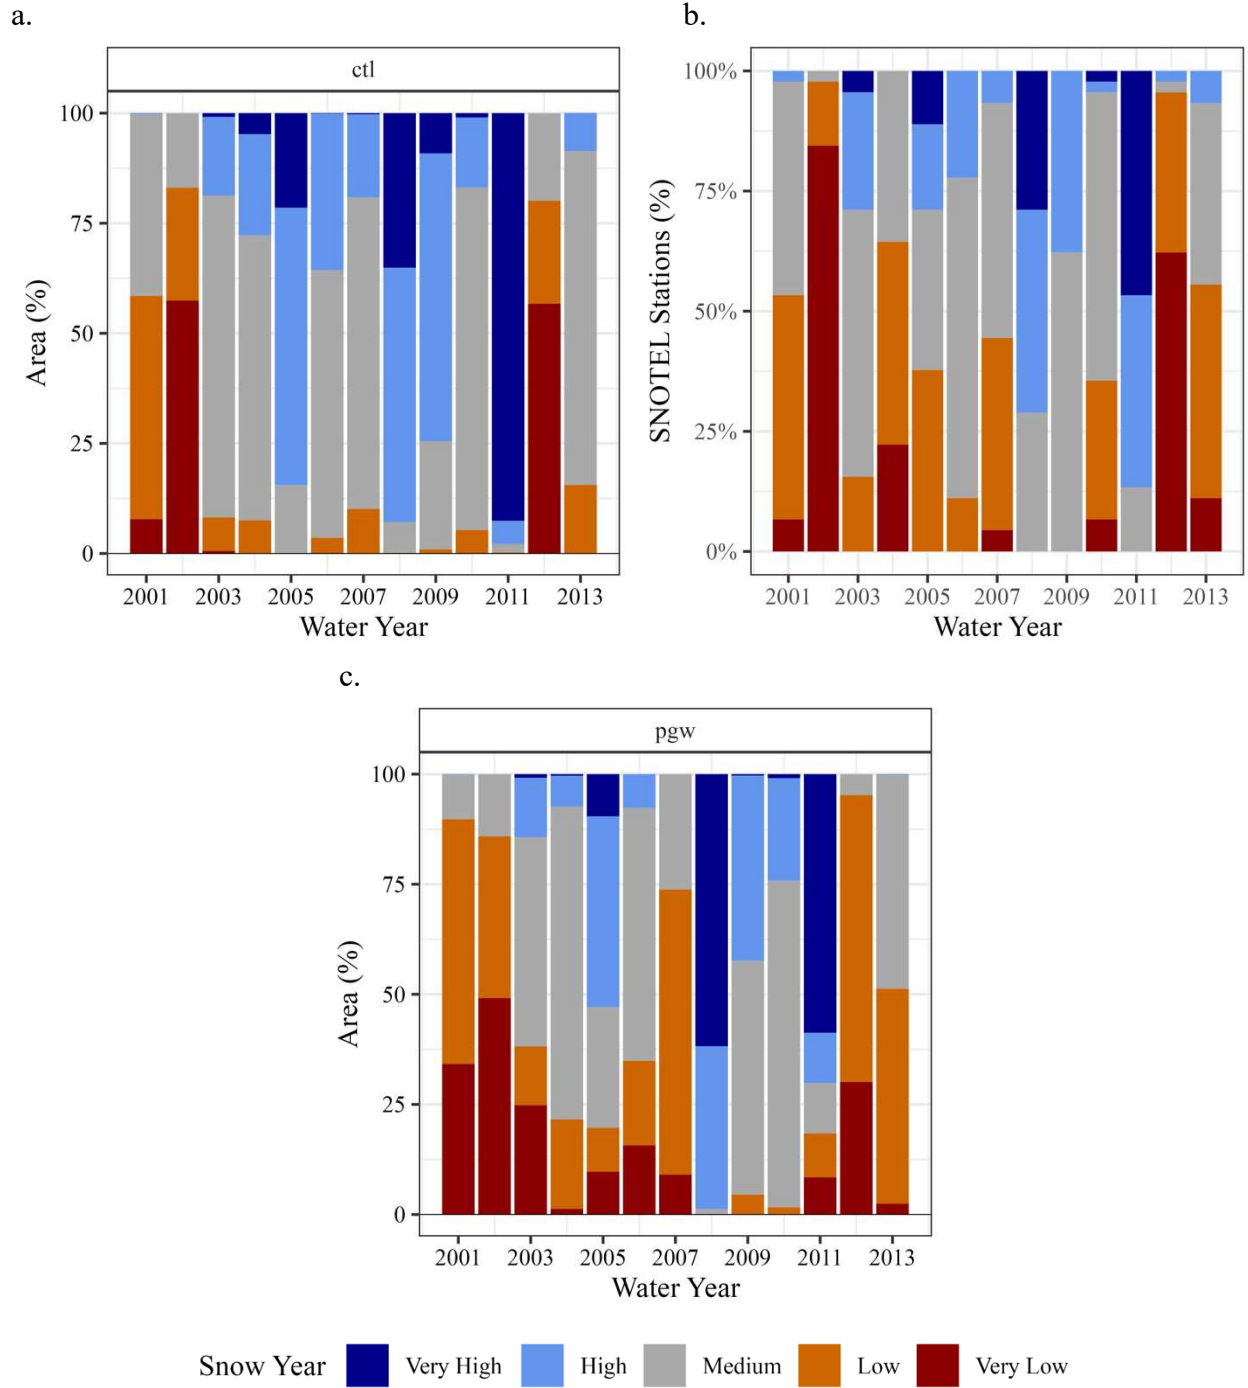 a.
ctl
100
75
50
25
0
Area (%)
2001 2003 2005 2007 2009 2011 2013
Water Year
b.
100%
75%
50%
25%
0%
SNOTEL Stations (%)
2001 2003 2005 2007 2009 2011 2013
Water Year
c.
pgw
100
75
50
25
0
Area (%)
2001 2003 2005 2007 2009 2011 2013
Water Year
Snow Year Very High High Medium Low Very Low